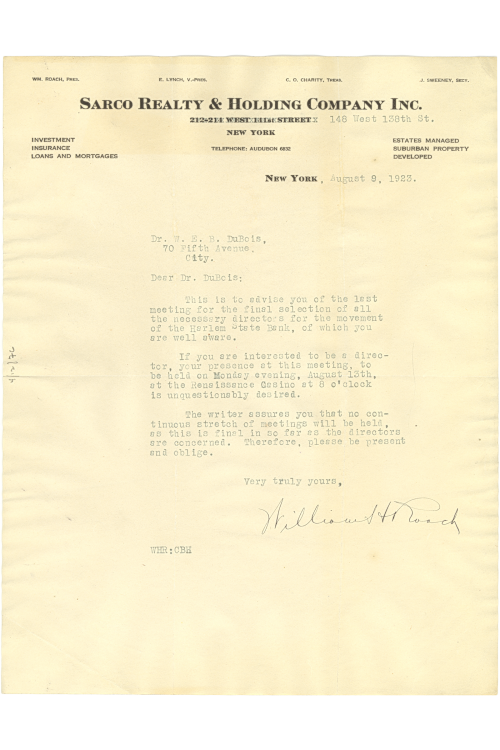 WM. ROACH, PRES. E. LYNCH, V.-PRES. C. O. CHARITY, TREAS. J. SWEENEY, SECY.
SARCO REALTY & HOLDING COMPANY INC.
212-214 WEST 141ST STREET 148 West 138th St.
NEW YORK
INVESTMENT
INSURANCE
LOANS AND MORTGAGES
TELEPHONE: AUDUBON 6832
ESTATES MANAGED
SUBURBAN PROPERTY
DEVELOPED
NEW YORK, August 9, 1923.
Dr. W. E. B. DuBois,
70 Fifth Avenue,
City.
Dear Dr. DuBois:
This is to advise you of the last
meeting for the final selection of all
the necessary directors for the movement
of the Harlem State Bank, of which you
are well aware.
If you are interested to be a direc-
tor, your presence at this meeting, to
be held on Monday evening, August 13th,
at the Renaissance Casino at 8 o'clock
is unquestionably desired.
The writer assures you that no con-
tinuous stretch of meetings will be held,
as this is final in so far as the directors
are concerned. Therefore, please be present
and oblige.
Very truly yours,
William H Roach
WHR:CBH